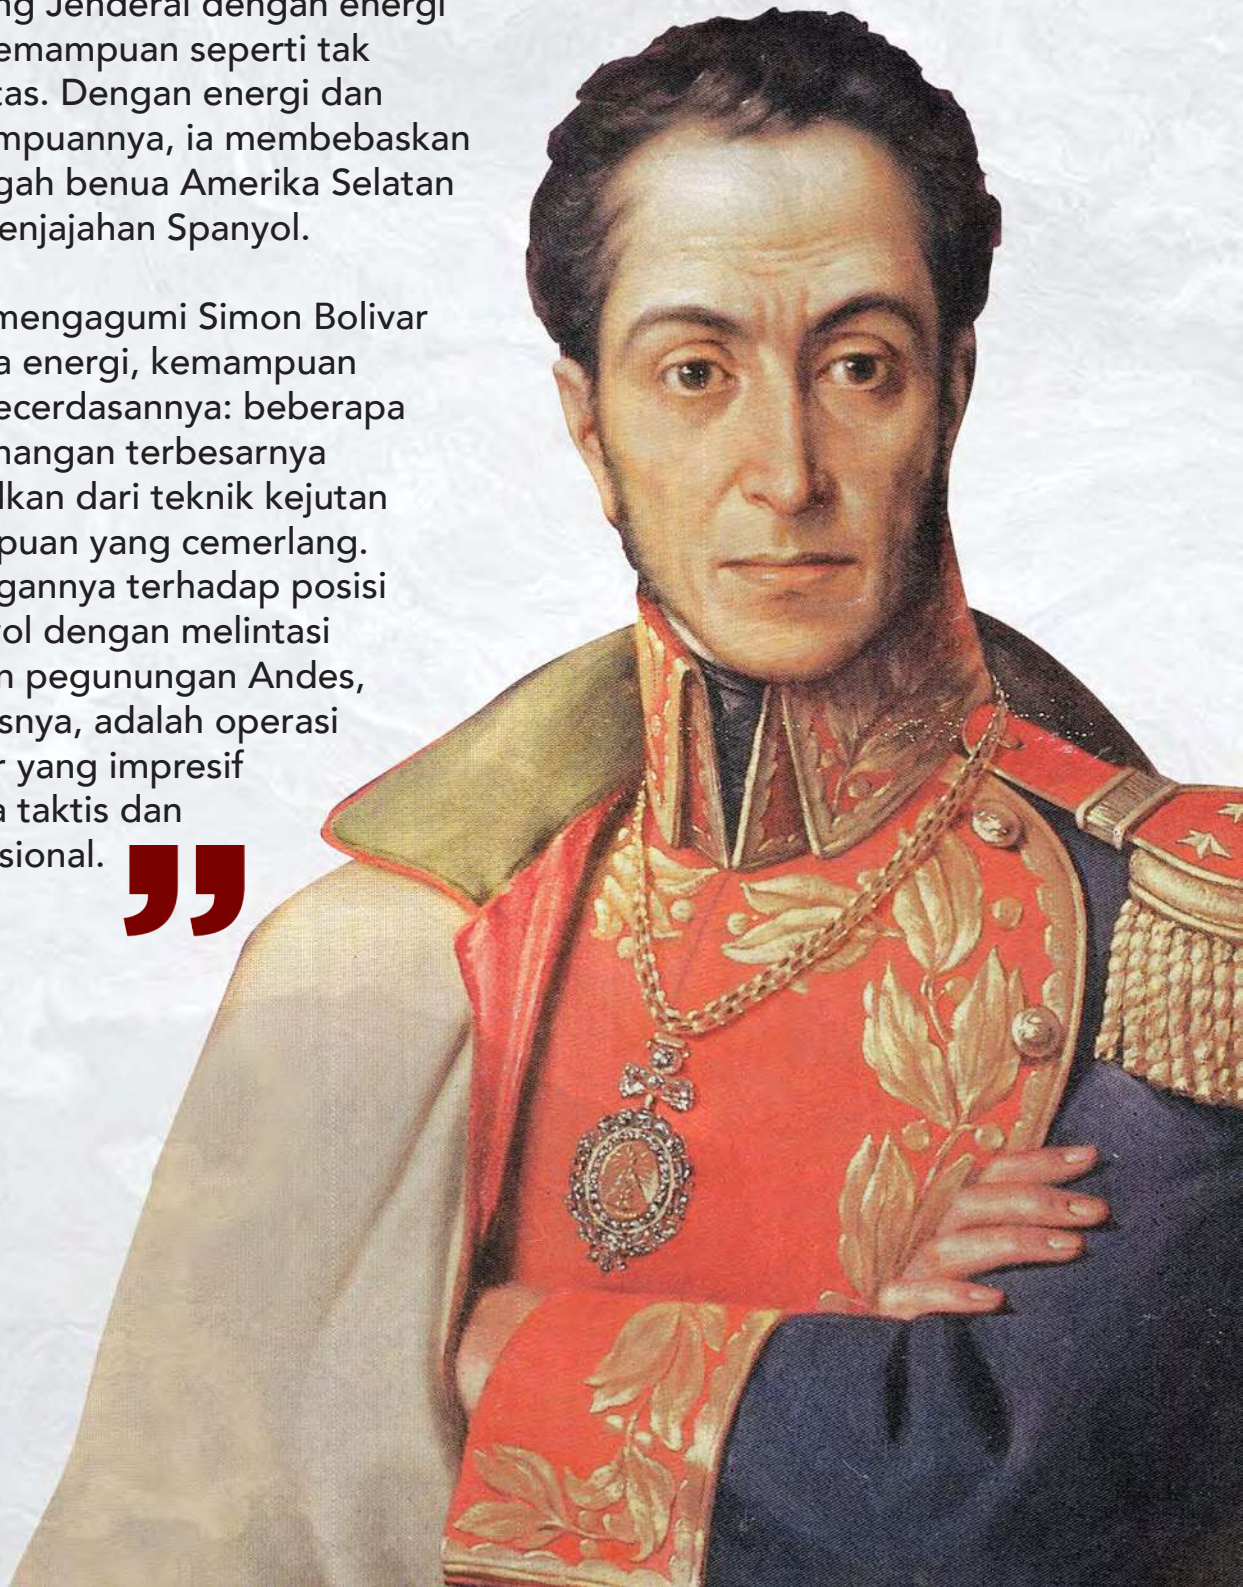 ng Jenderal dengan energi
emampuan seperti tak
tas. Dengan energi dan
mpuannya, ia membebaskan
gah benua Amerika Selatan
enjajahan Spanyol.
mengagumi Simon Bolivar
a energi, kemampuan
ecerdasannya: beberapa
nangan terbesarnya
lkan dari teknik kejutan
puan yang cemerlang.
gannya terhadap posisi
ol dengan melintasi
n pegunungan Andes,
snya, adalah operasi
r yang impresif
a taktis dan
sional.
”